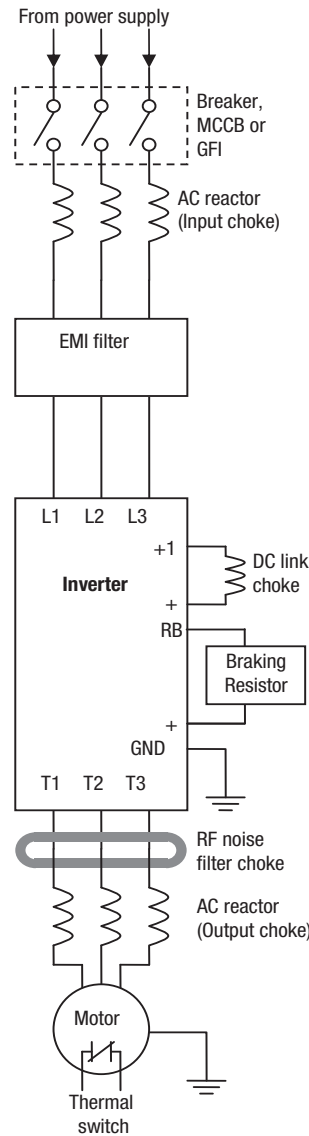 From power supply
Breaker,
MCCB or
GFI
AC reactor
(Input choke)
EMI filter
L1 L2 L3
+1
DC link
choke
Inverter
+
RB
Braking
Resistor
+
GND
T1 T2 T3
RF noise
filter choke
AC reactor
(Output choke)
Motor
Thermal
switch